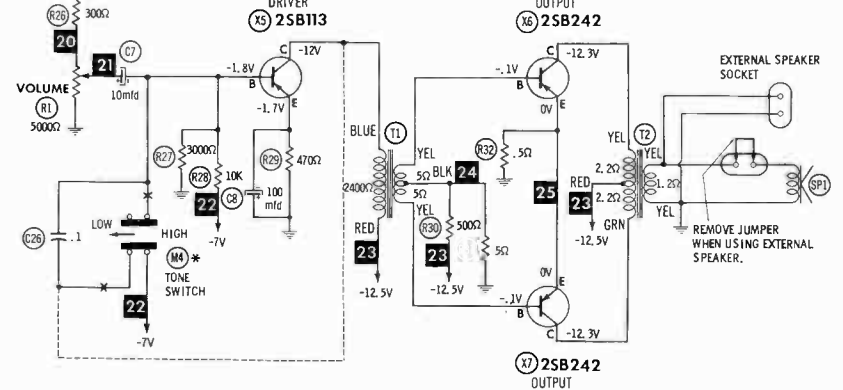 DRIVER
X5 2SB113
OUTPUT
X6 2SB242
R26 300Ω
20
21
C7
10mfd
VOLUME
R1
5000Ω
-1.8V
B
C
-12V
-1.7V
E
R27 3000Ω
R28 10K
22
-7V
C8 100 mfd
R29 470Ω
C26 .1
LOW
HIGH
M4 *
TONE
SWITCH
22
-7V
BLUE
T1
2400Ω
RED
23
-12.5V
YEL
5Ω
BLK 24
5Ω
YEL
R30 500Ω
23
-12.5V
5Ω
-.1V
B
C
-12.3V
0V
E
R32 .5Ω
25
0V
E
-.1V
B
C
-12.3V
X7 2SB242
OUTPUT
YEL
T2
YEL
2.2Ω
RED
23
2.2Ω
1.2Ω
-12.5V
GRN
YEL
EXTERNAL SPEAKER
SOCKET
SP1
REMOVE JUMPER
WHEN USING EXTERNAL
SPEAKER.